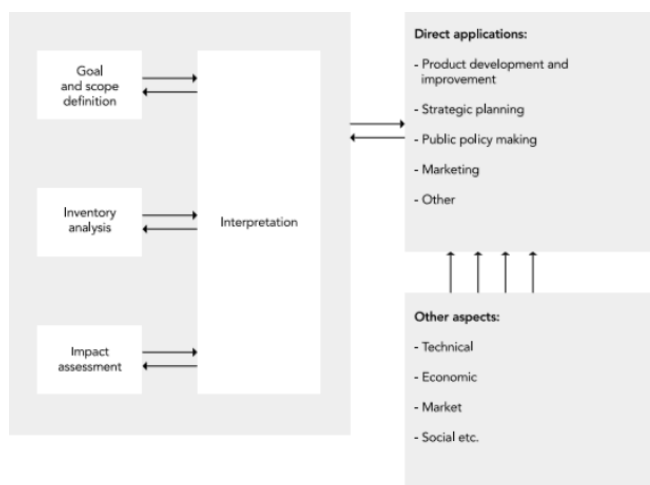 Goal
and scope
definition
Inventory
analysis
Impact
assessment
Interpretation
Direct applications:
- Product development and
improvement
- Strategic planning
- Public policy making
- Marketing
- Other
Other aspects:
- Technical
- Economic
- Market
- Social etc.